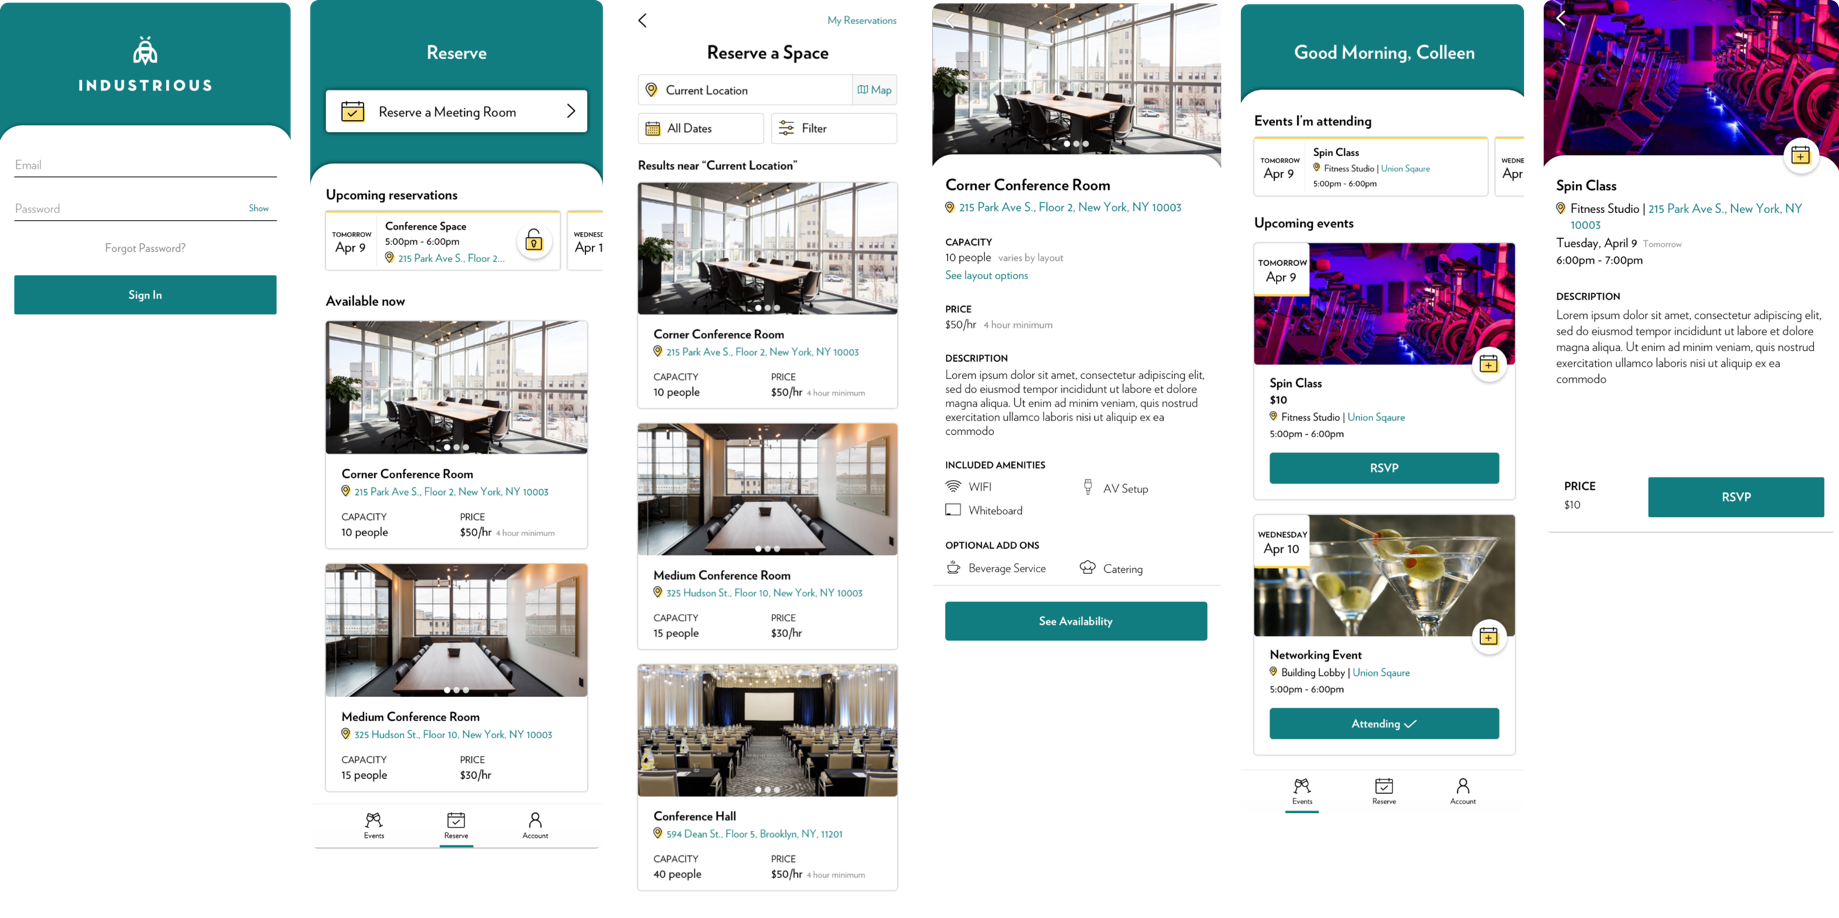 INDUSTRIOUS
Email
Password
Show
Forgot Password?
Sign In
Reserve
Reserve a Meeting Room
Upcoming reservations
TOMORROW
Apr 9
Conference Space
5:00pm - 6:00pm
215 Park Ave S., Floor 2...
WEDNESD
Apr 1
Available now
Corner Conference Room
215 Park Ave S., Floor 2, New York, NY 10003
CAPACITY
10 people
PRICE
$50/hr 4 hour minimum
Medium Conference Room
325 Hudson St., Floor 10, New York, NY 10003
CAPACITY
15 people
PRICE
$30/hr
Events
Reserve
Account
My Reservations
Reserve a Space
Current Location
Map
All Dates
Filter
Results near “Current Location”
Corner Conference Room
215 Park Ave S., Floor 2, New York, NY 10003
CAPACITY
10 people
PRICE
$50/hr 4 hour minimum
Medium Conference Room
325 Hudson St., Floor 10, New York, NY 10003
CAPACITY
15 people
PRICE
$30/hr
Conference Hall
594 Dean St., Floor 5, Brooklyn, NY, 11201
CAPACITY
40 people
PRICE
$50/hr 4 hour minimum
Corner Conference Room
215 Park Ave S., Floor 2, New York, NY 10003
CAPACITY
10 people varies by layout
See layout options
PRICE
$50/hr 4 hour minimum
DESCRIPTION
Lorem ipsum dolor sit amet, consectetur adipiscing elit,
sed do eiusmod tempor incididunt ut labore et dolore
magna aliqua. Ut enim ad minim veniam, quis nostrud
exercitation ullamco laboris nisi ut aliquip ex ea
commodo
INCLUDED AMENITIES
WIFI
AV Setup
Whiteboard
OPTIONAL ADD ONS
Beverage Service
Catering
See Availability
Good Morning, Colleen
Events I’m attending
TOMORROW
Apr 9
Spin Class
Fitness Studio | Union Square
5:00pm - 6:00pm
WEDNE
Apr
Upcoming events
TOMORROW
Apr 9
Spin Class
$10
Fitness Studio | Union Sqaure
5:00pm - 6:00pm
RSVP
WEDNESDAY
Apr 10
Networking Event
Building Lobby | Union Sqaure
5:00pm - 6:00pm
Attending
Events
Reserve
Account
Spin Class
Fitness Studio | 215 Park Ave S., New York, NY
10003
Tuesday, April 9 Tomorrow
6:00pm - 7:00pm
DESCRIPTION
Lorem ipsum dolor sit amet, consectetur adipiscing elit,
sed do eiusmod tempor incididunt ut labore et dolore
magna aliqua. Ut enim ad minim veniam, quis nostrud
exercitation ullamco laboris nisi ut aliquip ex ea
commodo
PRICE
$10
RSVP